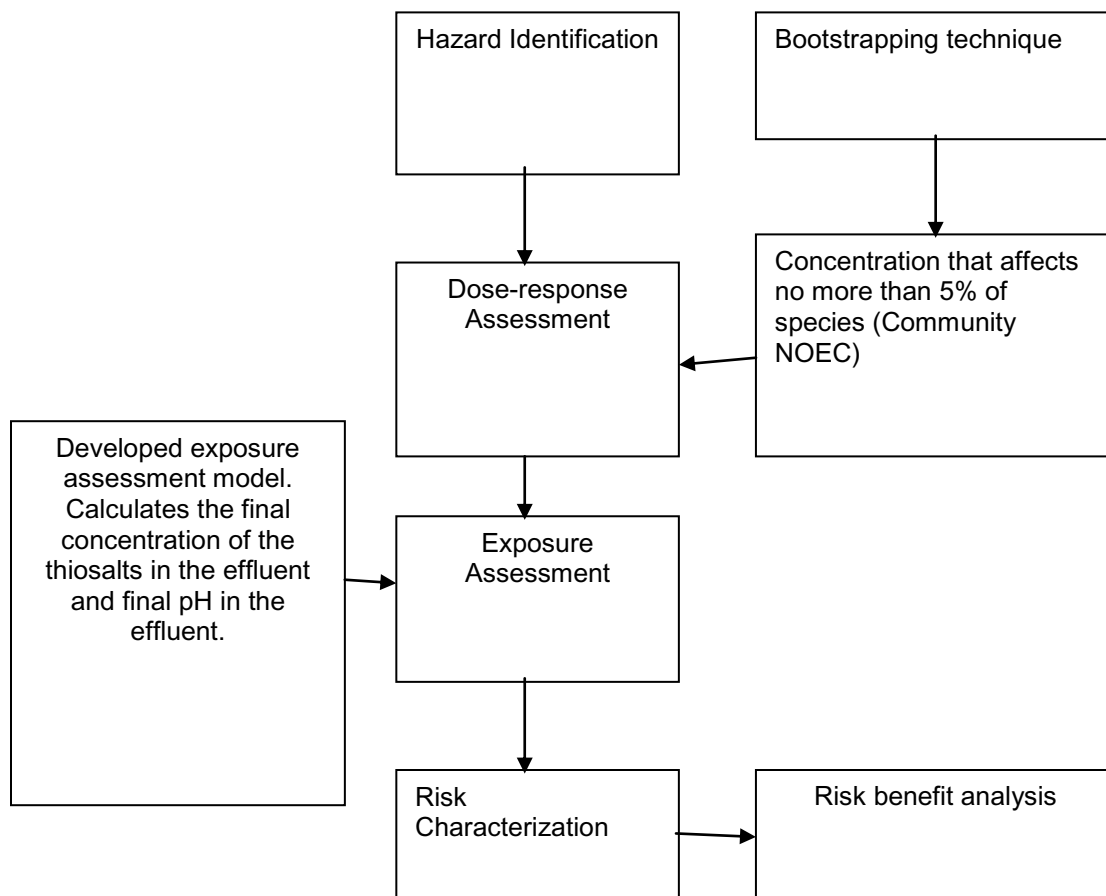 Hazard Identification
Bootstrapping technique
Dose-response
Assessment
Concentration that affects
no more than 5% of
species (Community
NOEC)
Developed exposure
assessment model.
Calculates the final
concentration of the
thiosalts in the effluent
and final pH in the
effluent.
Exposure
Assessment
Risk
Characterization
Risk benefit analysis